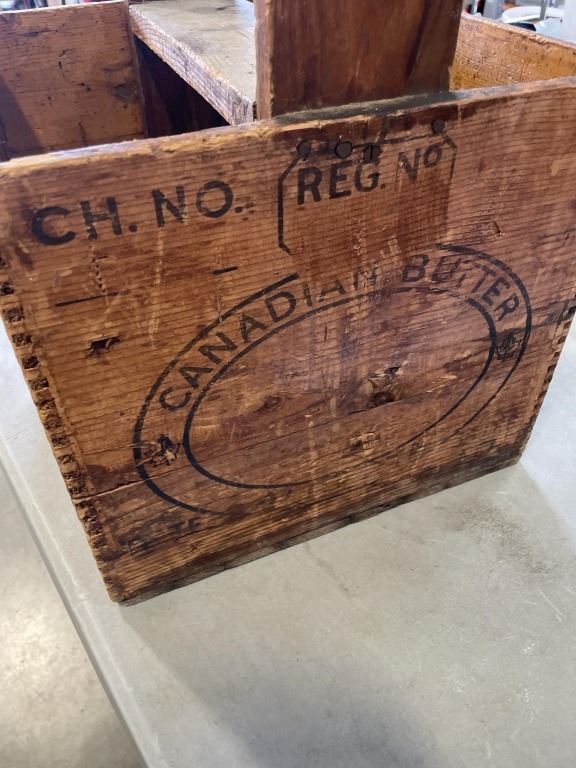 CH. NO.
REG. NO
CANADIAN BUTTER